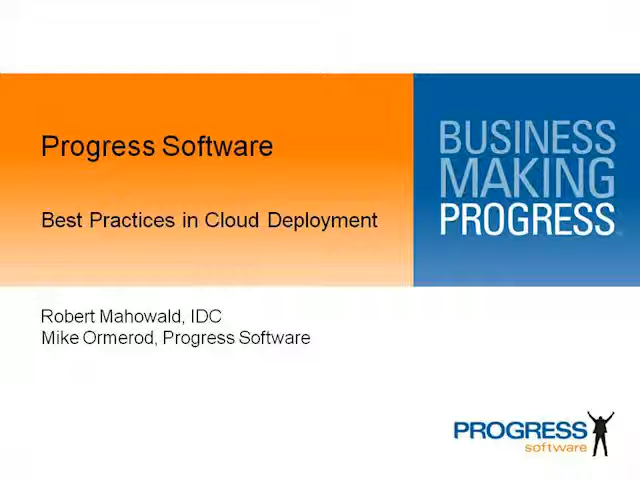 Progress Software
Best Practices in Cloud Deployment
BUSINESS
MAKING
PROGRESS
Robert Mahowald, IDC
Mike Ormerod, Progress Software
PROGRESS
software